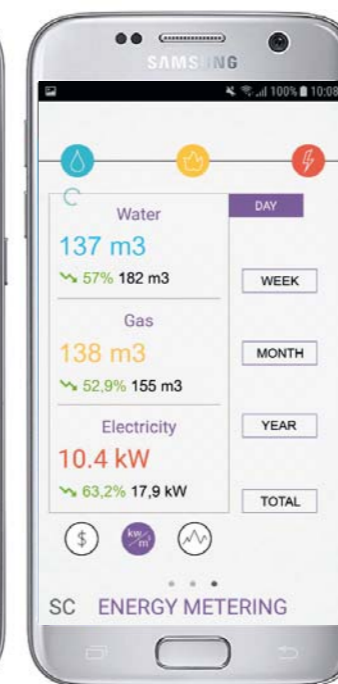 SAMSUNG
100% 10:08
Water
137 m3
57% 182 m3
Gas
138 m3
52,9% 155 m3
Electricity
10.4 kW
63,2% 17,9 kW
DAY
WEEK
MONTH
YEAR
TOTAL
$
kw/m³
SC ENERGY METERING